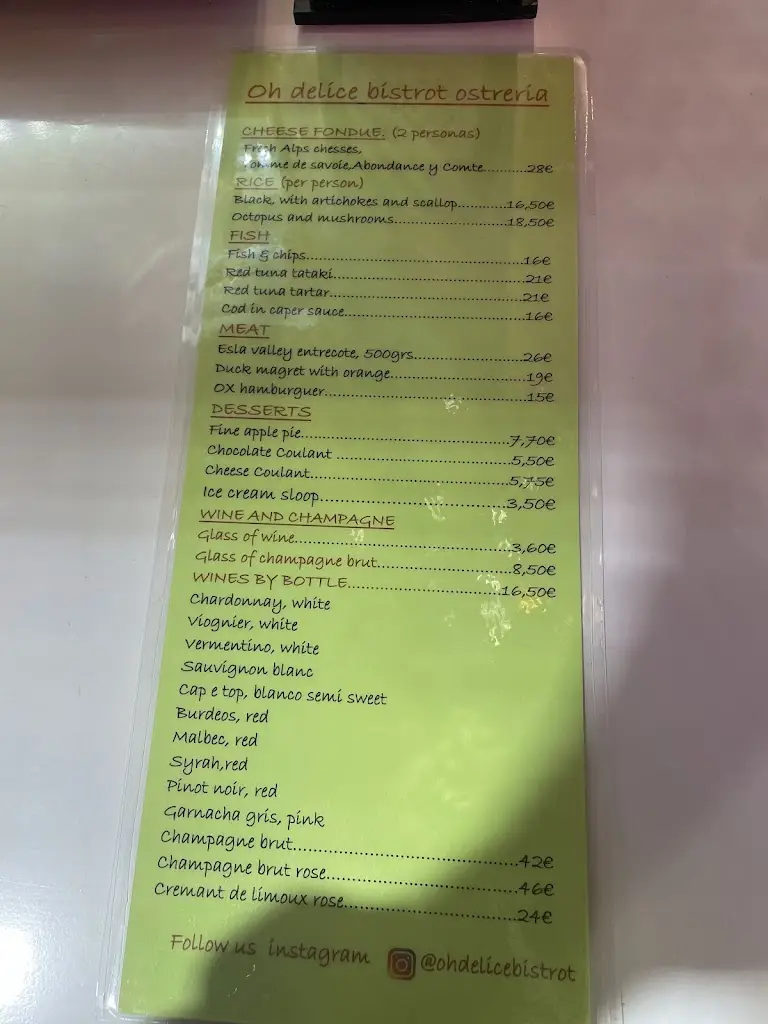 Oh delice bistrot ostreria
CHEESE FONDUE: (2 personas)
Fresh Alps chesses,
Tomme de savoie,Abondance y Comte..........28€
RICE (per person)
Black, with artichokes and scallop............16,50€
Octopus and mushrooms............................18,50€
FISH
Fish & chips...............................................16€
Red tuna tataki.........................................21€
Red tuna tartar.........................................21€
Cod in caper sauce......................................16€
MEAT
Esla valley entrecote, 500grs.......................26€
Duck magret with orange............................19€
OX hamburguer..........................................15€
DESSERTS
Fine apple pie..........................................7,70€
Chocolate Coulant ...................................5,50€
Cheese Coulant........................................5,75€
Ice cream sloop.......................................3,50€
WINE AND CHAMPAGNE
Glass of wine...........................................3,60€
Glass of champagne brut...........................8,50€
WINES BY BOTTLE..............................16,50€
Chardonnay, white
Viognier, white
Vermentino, white
Sauvignon blanc
Cap e top, blanco semi sweet
Burdeos, red
Malbec, red
Syrah,red
Pinot noir, red
Garnacha gris, pink
Champagne brut........................................42€
Champagne brut rose..................................46€
Cremant de limoux rose...............................24€
Follow us instagram @ohdelicebistrot